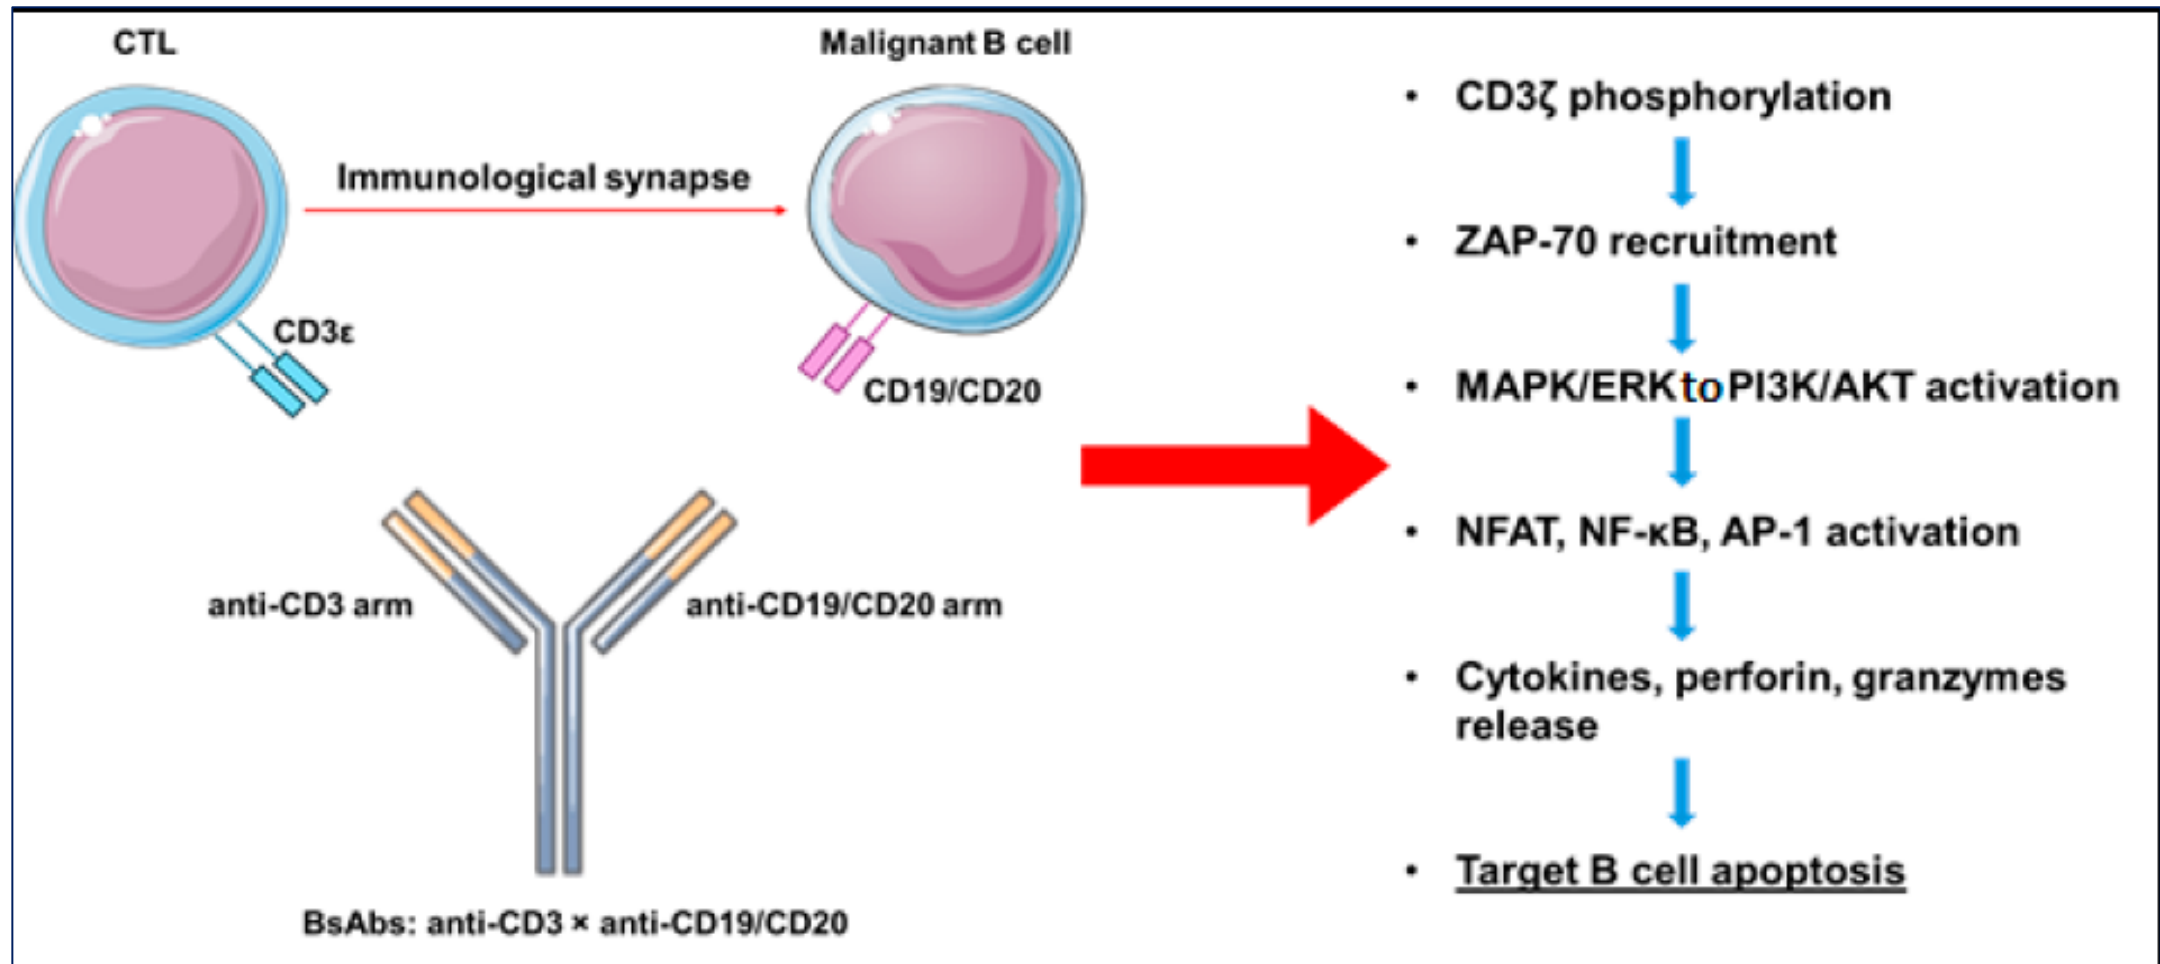 CTL
Malignant B cell
Immunological synapse
CD3ε
CD19/CD20
anti-CD3 arm
anti-CD19/CD20 arm
BsAbs: anti-CD3 × anti-CD19/CD20
• CD3ζ phosphorylation
• ZAP-70 recruitment
• MAPK/ERK to PI3K/AKT activation
• NFAT, NF-κB, AP-1 activation
• Cytokines, perforin, granzymes
release
• Target B cell apoptosis